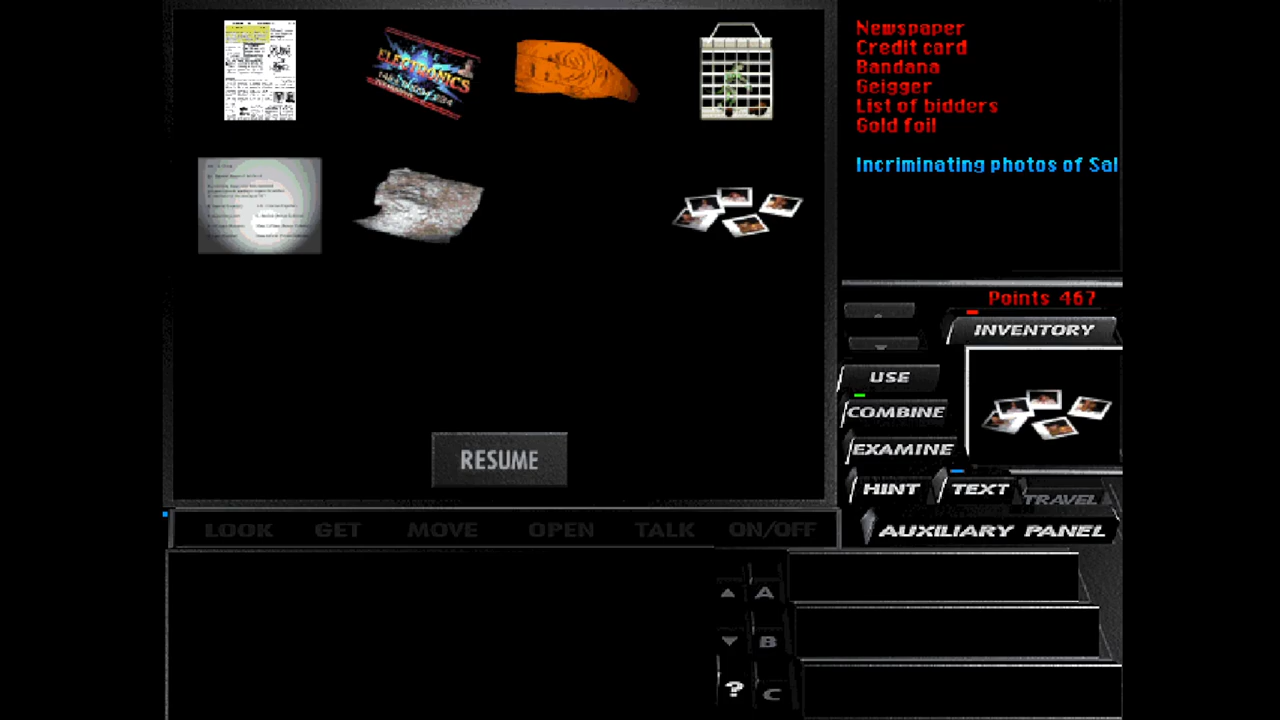 ELECTRONICS
Newspaper
Credit card
Bandana
Geigger
List of bidders
Gold foil
Incriminating photos of Sal
Points 467
INVENTORY
USE
COMBINE
EXAMINE
HINT TEXT TRAVEL
AUXILIARY PANEL
RESUME
LOOK GET MOVE OPEN TALK ON/OFF
A
B
? C